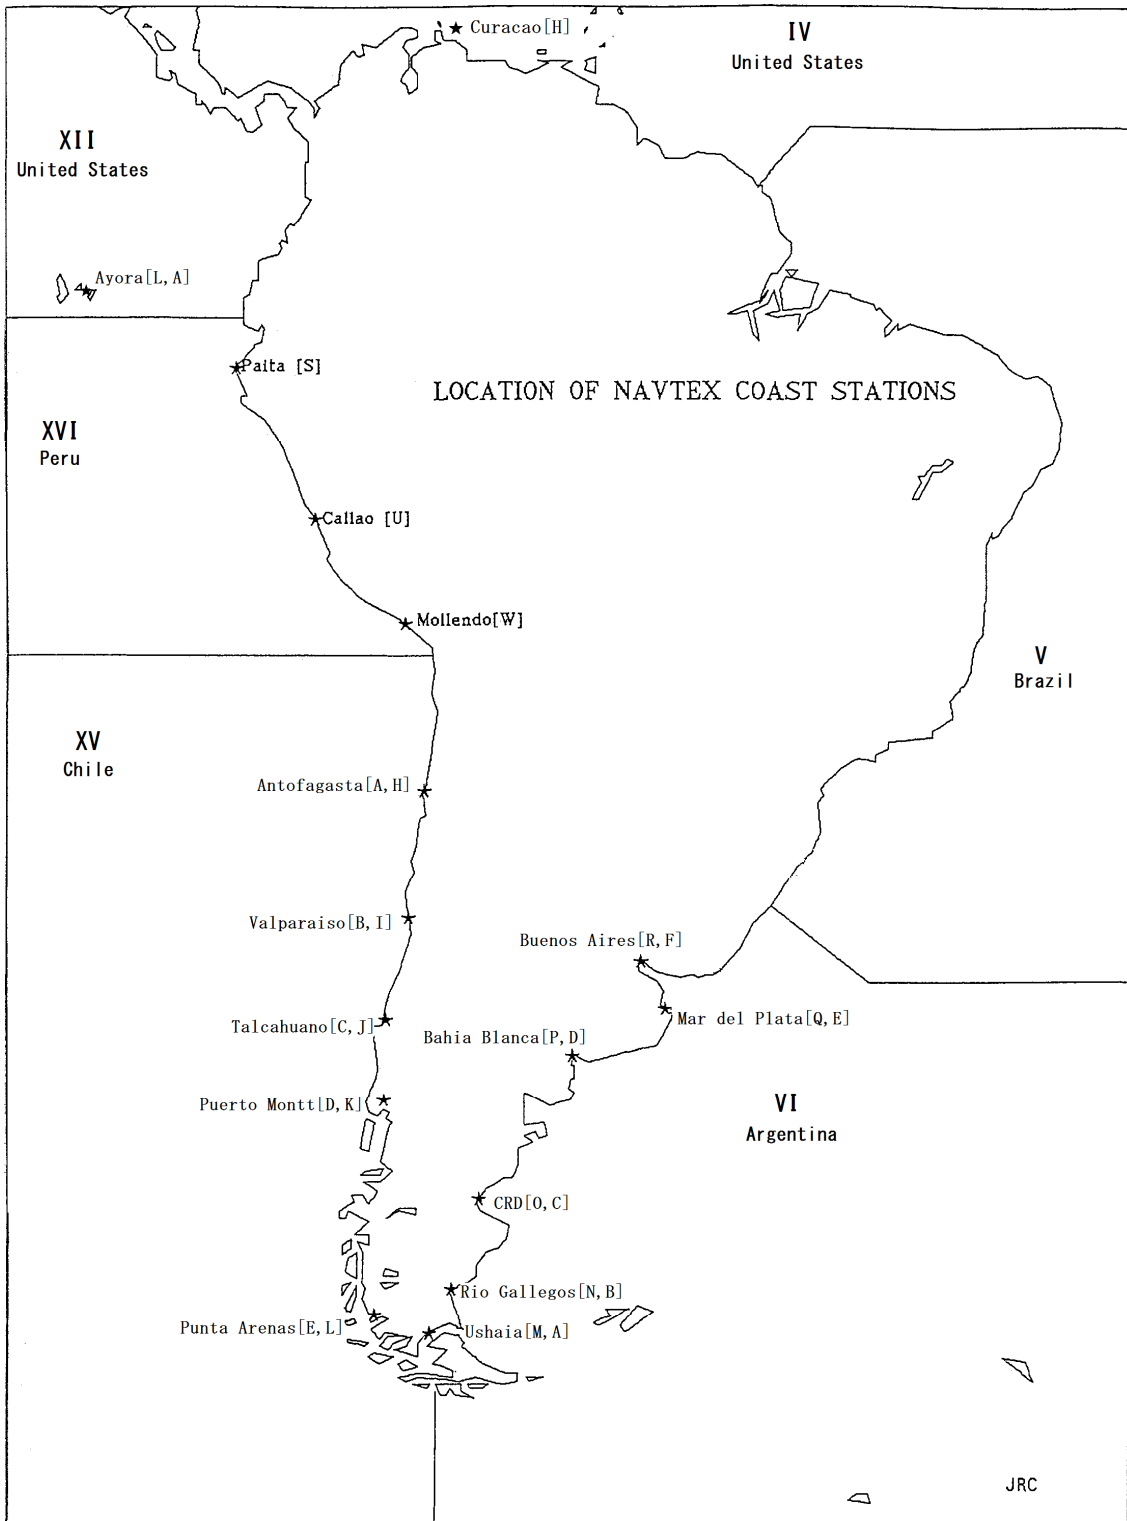 Curacao[H]
IV
United States
XII
United States
Ayora[L, A]
Paita [S]
LOCATION OF NAVTEX COAST STATIONS
XVI
Peru
Callao [U]
Mollendo[W]
V
Brazil
XV
Chile
Antofagasta[A, H]
Valparaiso[B, I]
Buenos Aires[R, F]
Talcahuano[C, J]
Mar del Plata[Q, E]
Bahia Blanca[P, D]
Puerto Montt[D, K]
VI
Argentina
CRD[O, C]
Rio Gallegos[N, B]
Punta Arenas[E, L]
Ushaia[M, A]
JRC